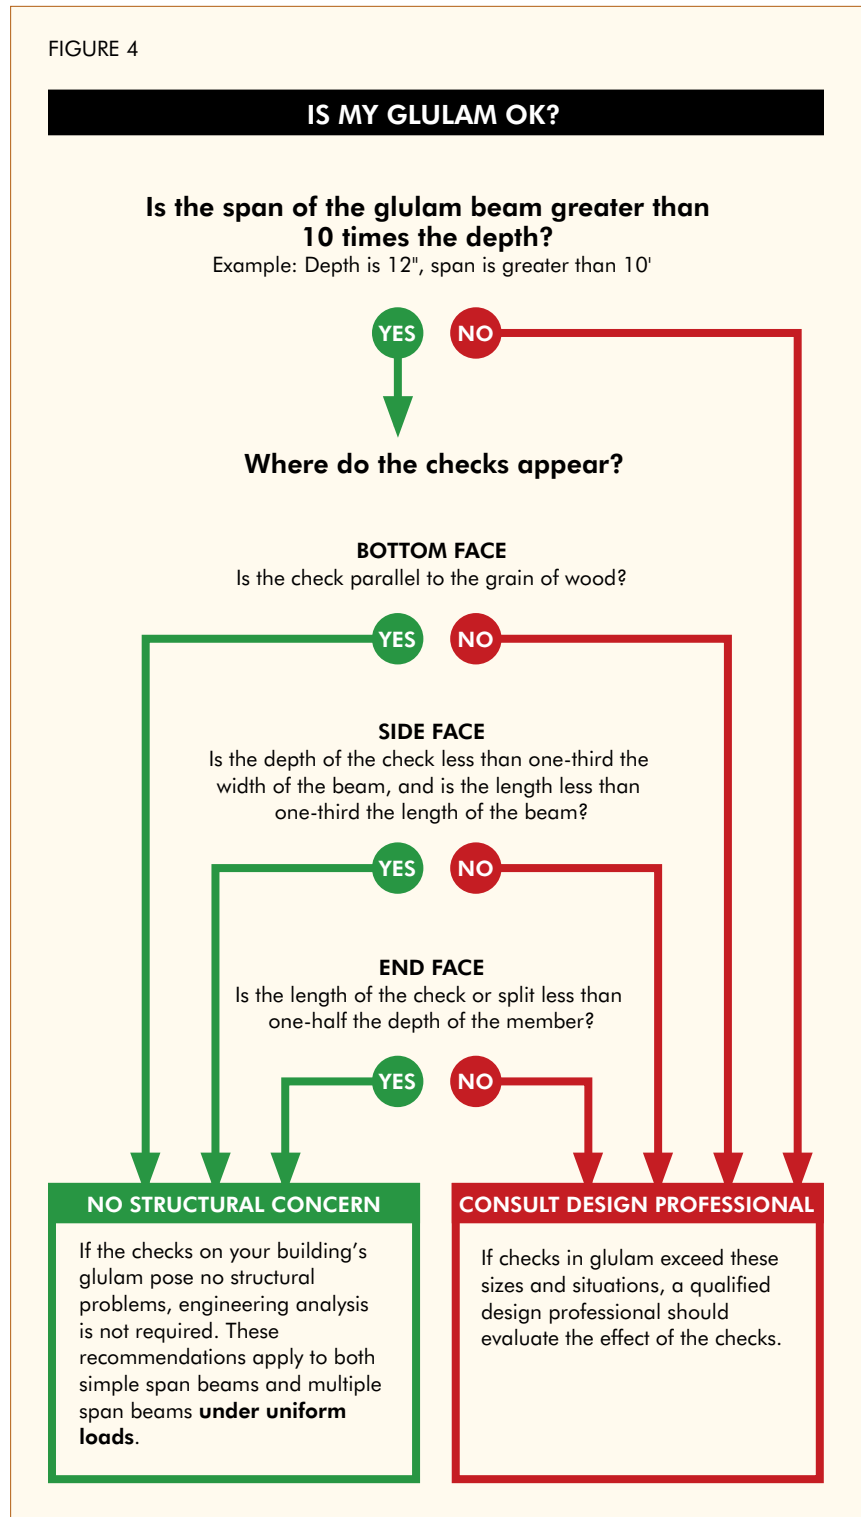 FIGURE 4
IS MY GLULAM OK?
Is the span of the glulam beam greater than
10 times the depth?
Example: Depth is 12", span is greater than 10'
YES
NO
Where do the checks appear?
BOTTOM FACE
Is the check parallel to the grain of wood?
YES
NO
SIDE FACE
Is the depth of the check less than one-third the
width of the beam, and is the length less than
one-third the length of the beam?
YES
NO
END FACE
Is the length of the check or split less than
one-half the depth of the member?
YES
NO
NO STRUCTURAL CONCERN
If the checks on your building’s
glulam pose no structural
problems, engineering analysis
is not required. These
recommendations apply to both
simple span beams and multiple
span beams under uniform
loads.
CONSULT DESIGN PROFESSIONAL
If checks in glulam exceed these
sizes and situations, a qualified
design professional should
evaluate the effect of the checks.